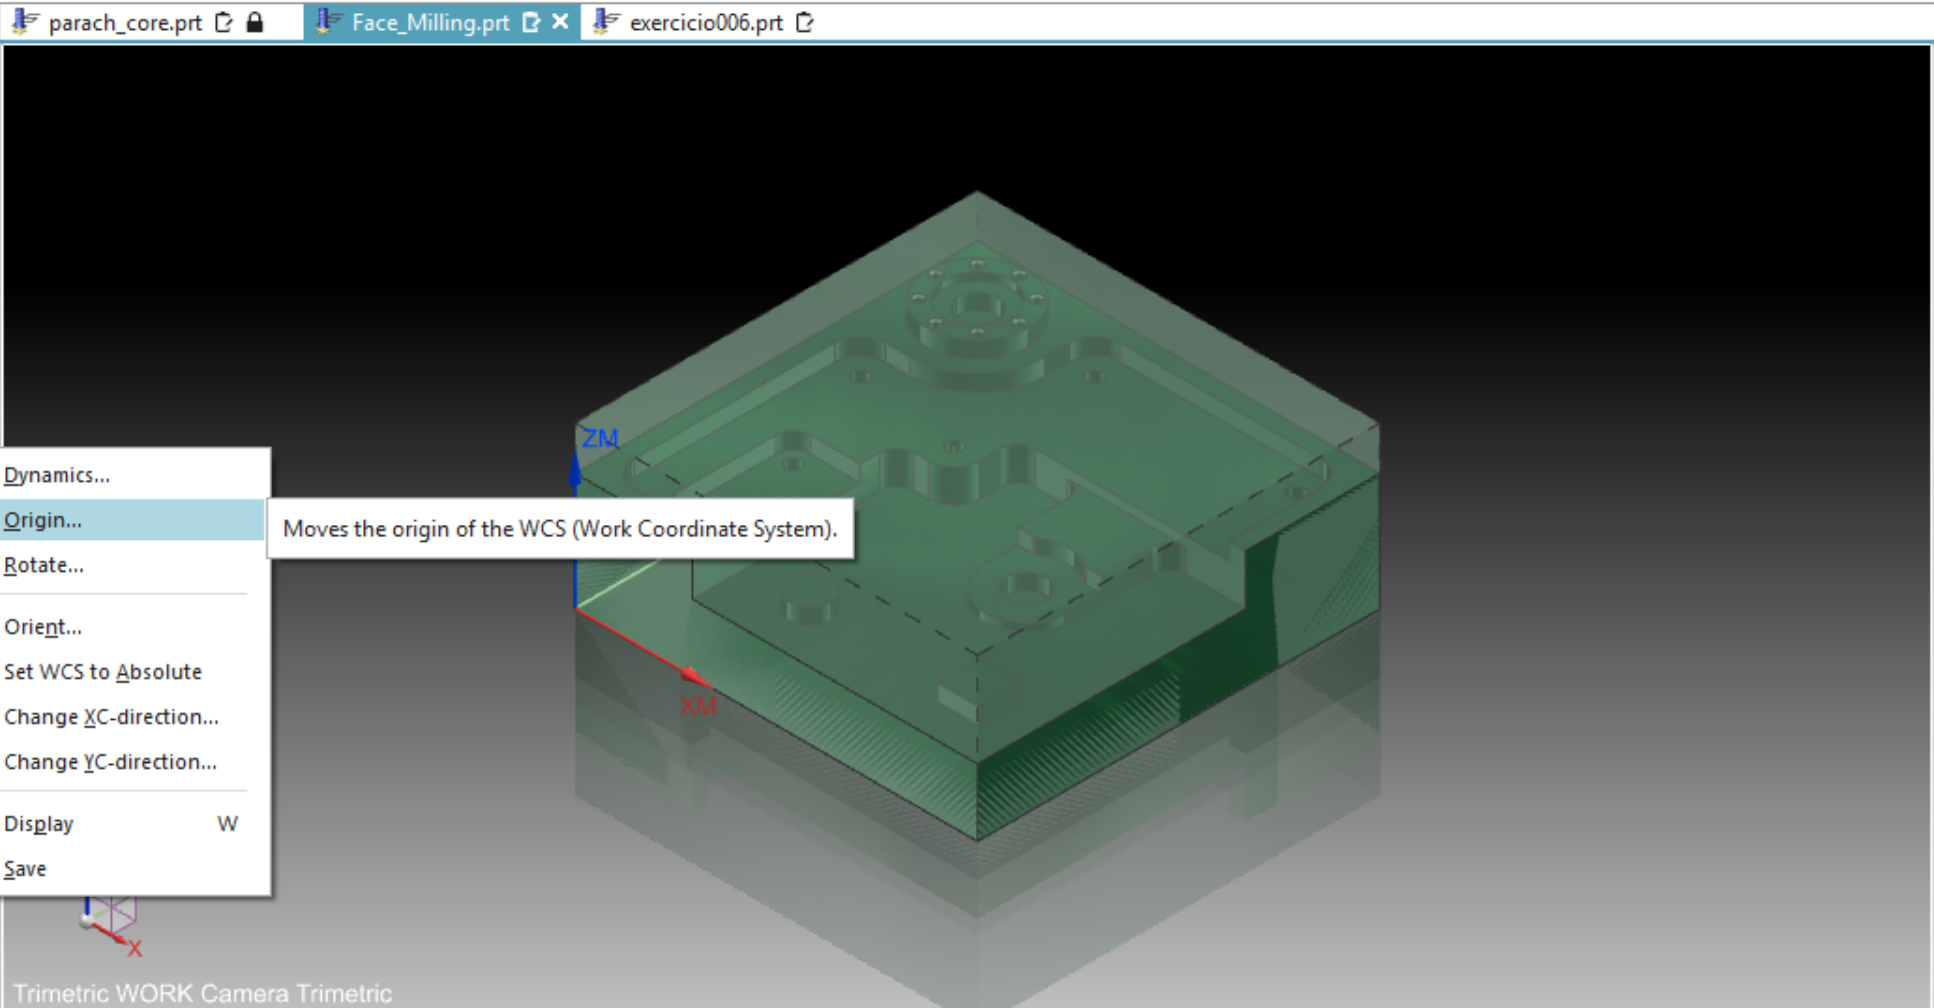 parach_core.prt Face_Milling.prt exercicio006.prt
ZM
Dynamics...
Origin...
Moves the origin of the WCS (Work Coordinate System).
Rotate...
Orient...
Set WCS to Absolute
XM
Change XC-direction...
Change YC-direction...
Display W
Save
X
Trimetric WORK Camera Trimetric